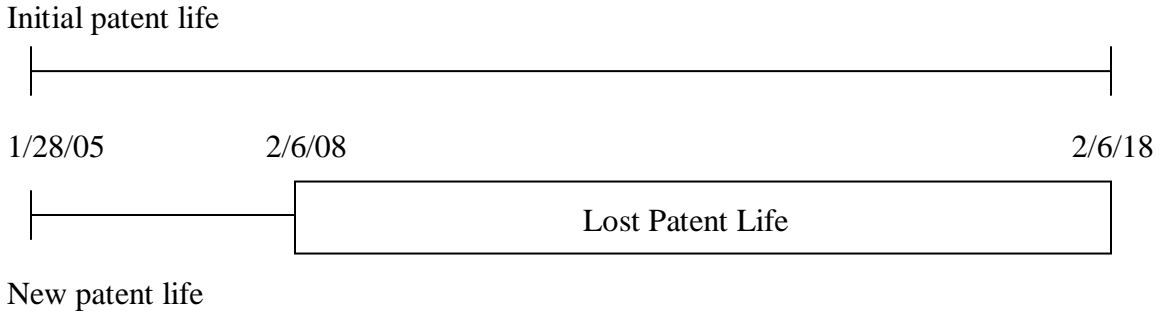 Initial patent life
1/28/05 2/6/08 2/6/18
Lost Patent Life
New patent life